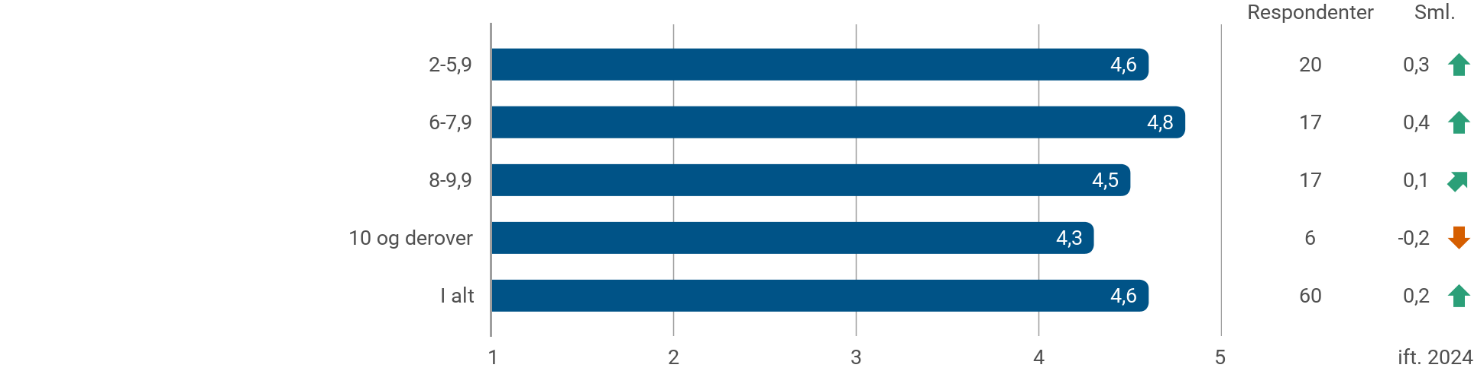 Respondenter Sml.
2-5,9 4,6 20 0,3
6-7,9 4,8 17 0,4
8-9,9 4,5 17 0,1
10 og derover 4,3 6 -0,2
I alt 4,6 60 0,2
1 2 3 4 5 ift. 2024